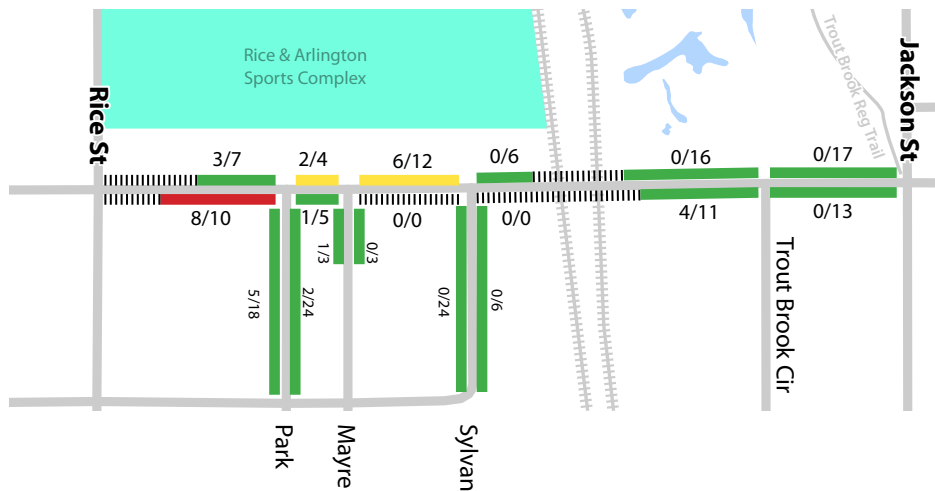 Rice & Arlington
Sports Complex
Trout Brook Reg Trail
Jackson St
Rice St
3/7
2/4
6/12
0/6
0/16
0/17
8/10
1/5
0/0
0/0
4/11
0/13
1/3
0/3
5/18
2/24
0/24
0/6
Trout Brook Cir
Park
Mayre
Sylvan